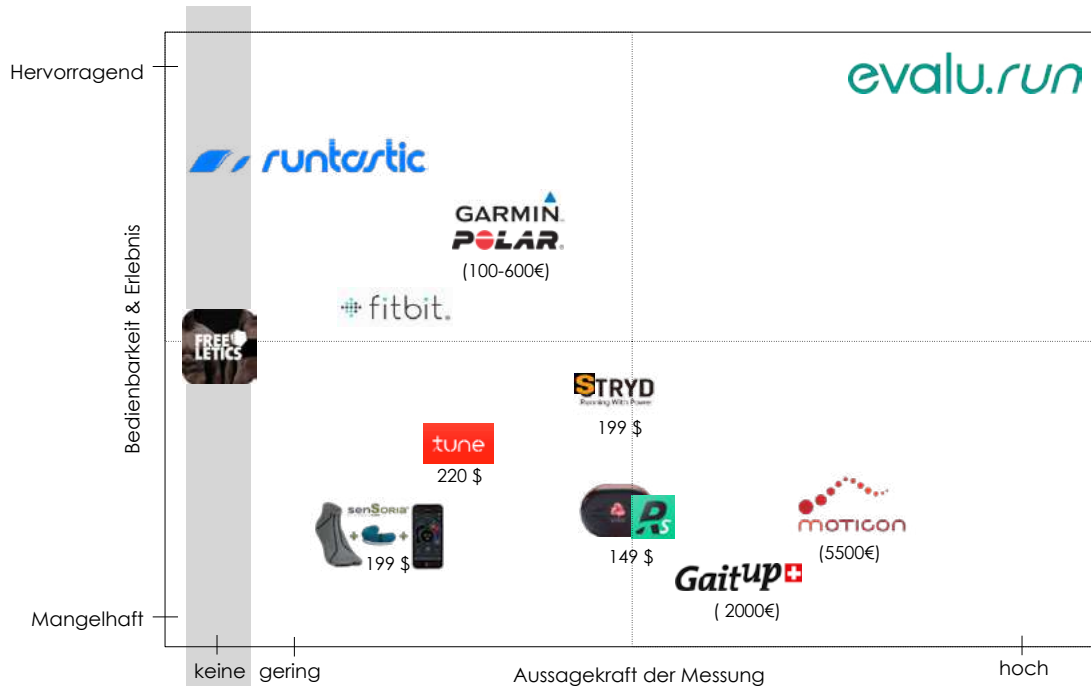 Hervorragend
evalu.run
runtastic
GARMIN
POLAR
(100-600€)
Bedienbarkeit & Erlebnis
fitbit
FREE
LETICS
STRYD
Running With Power
199 $
tune
220 $
senSoria
+ +
199 $
RS
149 $
MOTICON
(5500€)
Gaitup
( 2000€)
Mangelhaft
keine gering
Aussagekraft der Messung
hoch